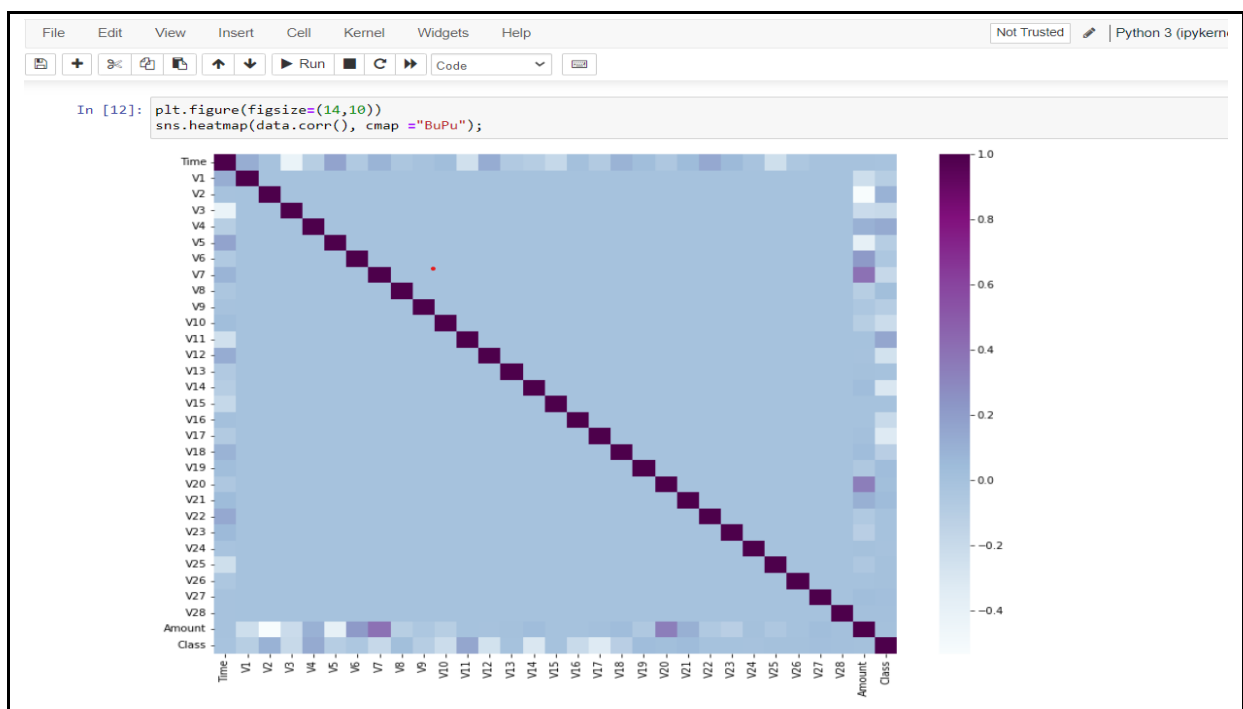 File Edit View Insert Cell Kernel Widgets Help Not Trusted Python 3 (ipykern
Run Code
In [12]: plt.figure(figsize=(14,10))
sns.heatmap(data.corr(), cmap ="BuPu");
Time
V1
V2
V3
V4
V5
V6
V7
V8
V9
V10
V11
V12
V13
V14
V15
V16
V17
V18
V19
V20
V21
V22
V23
V24
V25
V26
V27
V28
Amount
Class
Time V1 V2 V3 V4 V5 V6 V7 V8 V9 V10 V11 V12 V13 V14 V15 V16 V17 V18 V19 V20 V21 V22 V23 V24 V25 V26 V27 V28 Amount Class
1.0
0.8
0.6
0.4
0.2
0.0
−0.2
−0.4